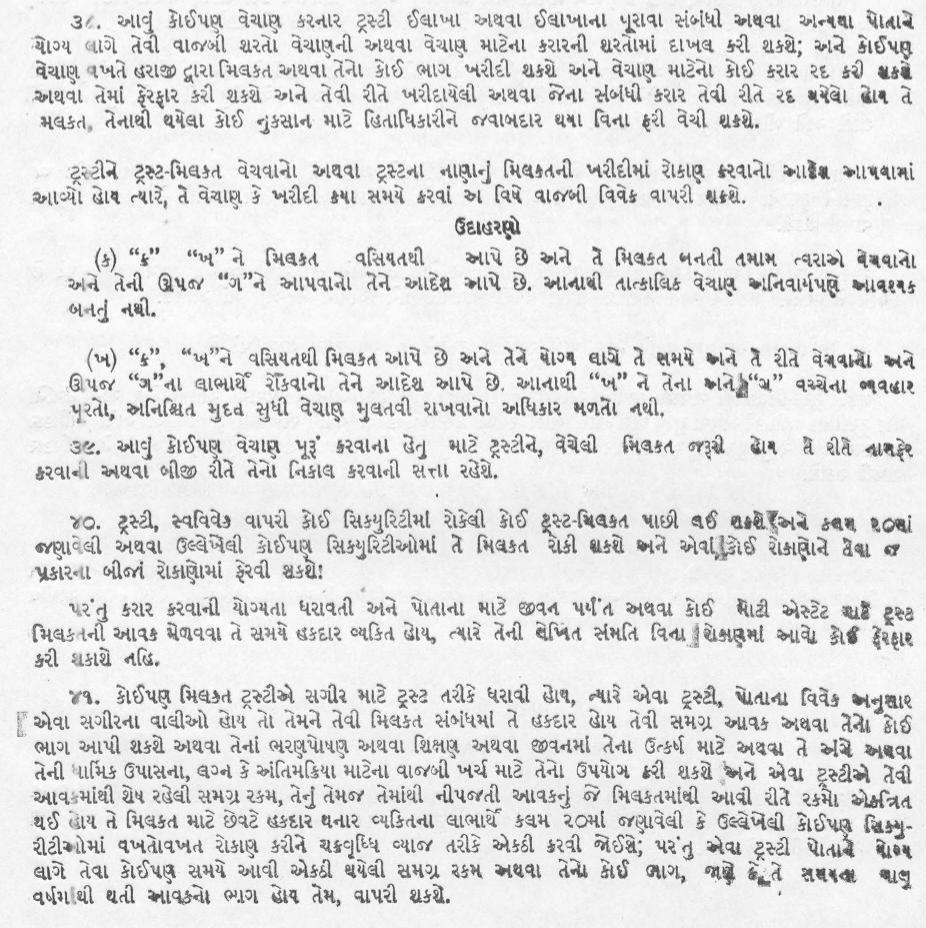 ૩૮. આવું કોઈપણ વેચાણ કરનાર ટ્રસ્ટી ઈલાખા અથવા ઈલાખાના પૂરાવા સંબંધી અથવા અન્યથા પોતાને
યોગ્ય લાગે તેવી વાજબી શરતો વેચાણની અથવા વેચાણ માટેના કરારની શરતોમાં દાખલ કરી શકશે; અને કોઈપણ
વેચાણ વખતે હરાજી દ્વારા મિલકત અથવા તેનો કોઈ ભાગ ખરીદી શકશે અને વેચાણ માટેનો કોઈ કરાર રદ કરી શકશે
અથવા તેમાં ફેરફાર કરી શકશે અને તેવી રીતે ખરીદાયેલી અથવા જેના સંબંધી કરાર તેવી રીતે રદ થયેલા હોય તે
મલકત, તેનાથી થયેલા કોઈ નુકસાન માટે હિતાધિકારીને જવાબદાર થયા વિના ફરી વેચી શકશે.
ટ્રસ્ટીને ટ્રસ્ટ-મિલકત વેચવાનો અથવા ટ્રસ્ટના નાણાનું મિલકતની ખરીદીમાં રોકાણ કરવાનો આદેશ આપવામાં
આવ્યો હોય ત્યારે, તે વેચાણ કે ખરીદી કયા સમયે કરવાં અ વિષે વાજબી વિવેક વાપરી શકશે.
ઉદાહરણો
(ક) “ક” “ખ” ને મિલકત વસિયતથી આપે છે અને તે મિલકત બનતી તમામ ત્વરાએ વેચવાનો
અને તેની ઊપજ “ગ”ને આપવાનો તેને આદેશ આપે છે. આનાથી તાત્કાલિક વેચાણ અનિવાર્યપણે આવશ્યક
બનતું નથી.
(ખ) “ક”, “ખ”ને વસિયતથી મિલકત આપે છે અને તેને યોગ્ય લાગે તે સમયે અને તે રીતે વેચવાનો અને
ઊપજ “ગ”ના લાભાર્થે રોકવાનો તેને આદેશ આપે છે. આનાથી “ખ” ને તેના અને “ગ” વચ્ચેના વ્યવહાર
પૂરતો, અનિશ્ચિત મુદત સુધી વેચાણ મુલતવી રાખવાનો અધિકાર મળતો નથી.
૩૯. આવું કોઈપણ વેચાણ પૂરૂં કરવાના હેતુ માટે ટ્રસ્ટીને, વેચેલી મિલકત જરૂરી હોય તે રીતે નામફેર
કરવાની અથવા બીજી રીતે તેનો નિકાલ કરવાની સત્તા રહેશે.
૪૦. ટ્રસ્ટી, સ્વવિવેક વાપરી કોઈ સિક્યુરિટીમાં રોકેલી કોઈ ટ્રસ્ટ-મિલકત પાછી લઈ શકશે અને કલમ ૨૦માં
જણાવેલી અથવા ઉલ્લેખેલી કોઈપણ સિક્યુરિટીઓમાં તે મિલકત રોકી શકશે અને એવાં કોઈ રોકાણોને તેવા જ
પ્રકારના બીજાં રોકાણોમાં ફેરવી શકશે!
પરંતુ કરાર કરવાની યોગ્યતા ધરાવતી અને પોતાના માટે જીવન પર્યંત અથવા કોઈ મોટી એસ્ટેટ માટે ટ્રસ્ટ
મિલકતની આવક મેળવવા તે સમયે હકદાર વ્યકિત હોય, ત્યારે તેની લેખિત સંમતિ વિના રોકાણમાં આવો કોઈ ફેરફાર
કરી શકાશે નહિ.
૪૧. કોઈપણ મિલકત ટ્રસ્ટીએ સગીર માટે ટ્રસ્ટ તરીકે ધરાવી હોય, ત્યારે એવા ટ્રસ્ટી, પોતાના વિવેક અનુસાર
એવા સગીરના વાલીઓ હોય તો તેમને તેવી મિલકત સંબંધમાં તે હકદાર હોય તેવી સમગ્ર આવક અથવા તેનો કોઈ
ભાગ આપી શકશે અથવા તેનાં ભરણપોષણ અથવા શિક્ષણ અથવા જીવનમાં તેના ઉત્કર્ષ માટે અથવા તે અંગે અથવા
તેની ધાર્મિક ઉપાસના, લગ્ન કે અંતિમક્રિયા માટેના વાજબી ખર્ચ માટે તેનો ઉપયોગ કરી શકશે અને એવા ટ્રસ્ટીએ તેવી
આવકમાંથી શેષ રહેલી સમગ્ર રકમ, તેનું તેમજ તેમાંથી નીપજતી આવકનું જે મિલકતમાંથી આવી રીતે રકમો એકત્રિત
થઈ હોય તે મિલકત માટે છેવટે હકદાર થનાર વ્યકિતના લાભાર્થે કલમ ૨૦માં જણાવેલી કે ઉલ્લેખેલી કોઈપણ સિક્યુ-
રીટીઓમાં વખતોવખત રોકાણ કરીને ચક્રવૃધ્ધિ વ્યાજ તરીકે એકઠી કરવી જોઈશે; પરંતુ એવા ટ્રસ્ટી પોતાને યોગ્ય
લાગે તેવા કોઈપણ સમયે આવી એકઠી થયેલી સમગ્ર રકમ અથવા તેનો કોઈ ભાગ, જાણે કે તે સમયના ચાલુ
વર્ષમાંથી થતી આવકનો ભાગ હોય તેમ, વાપરી શકશે.